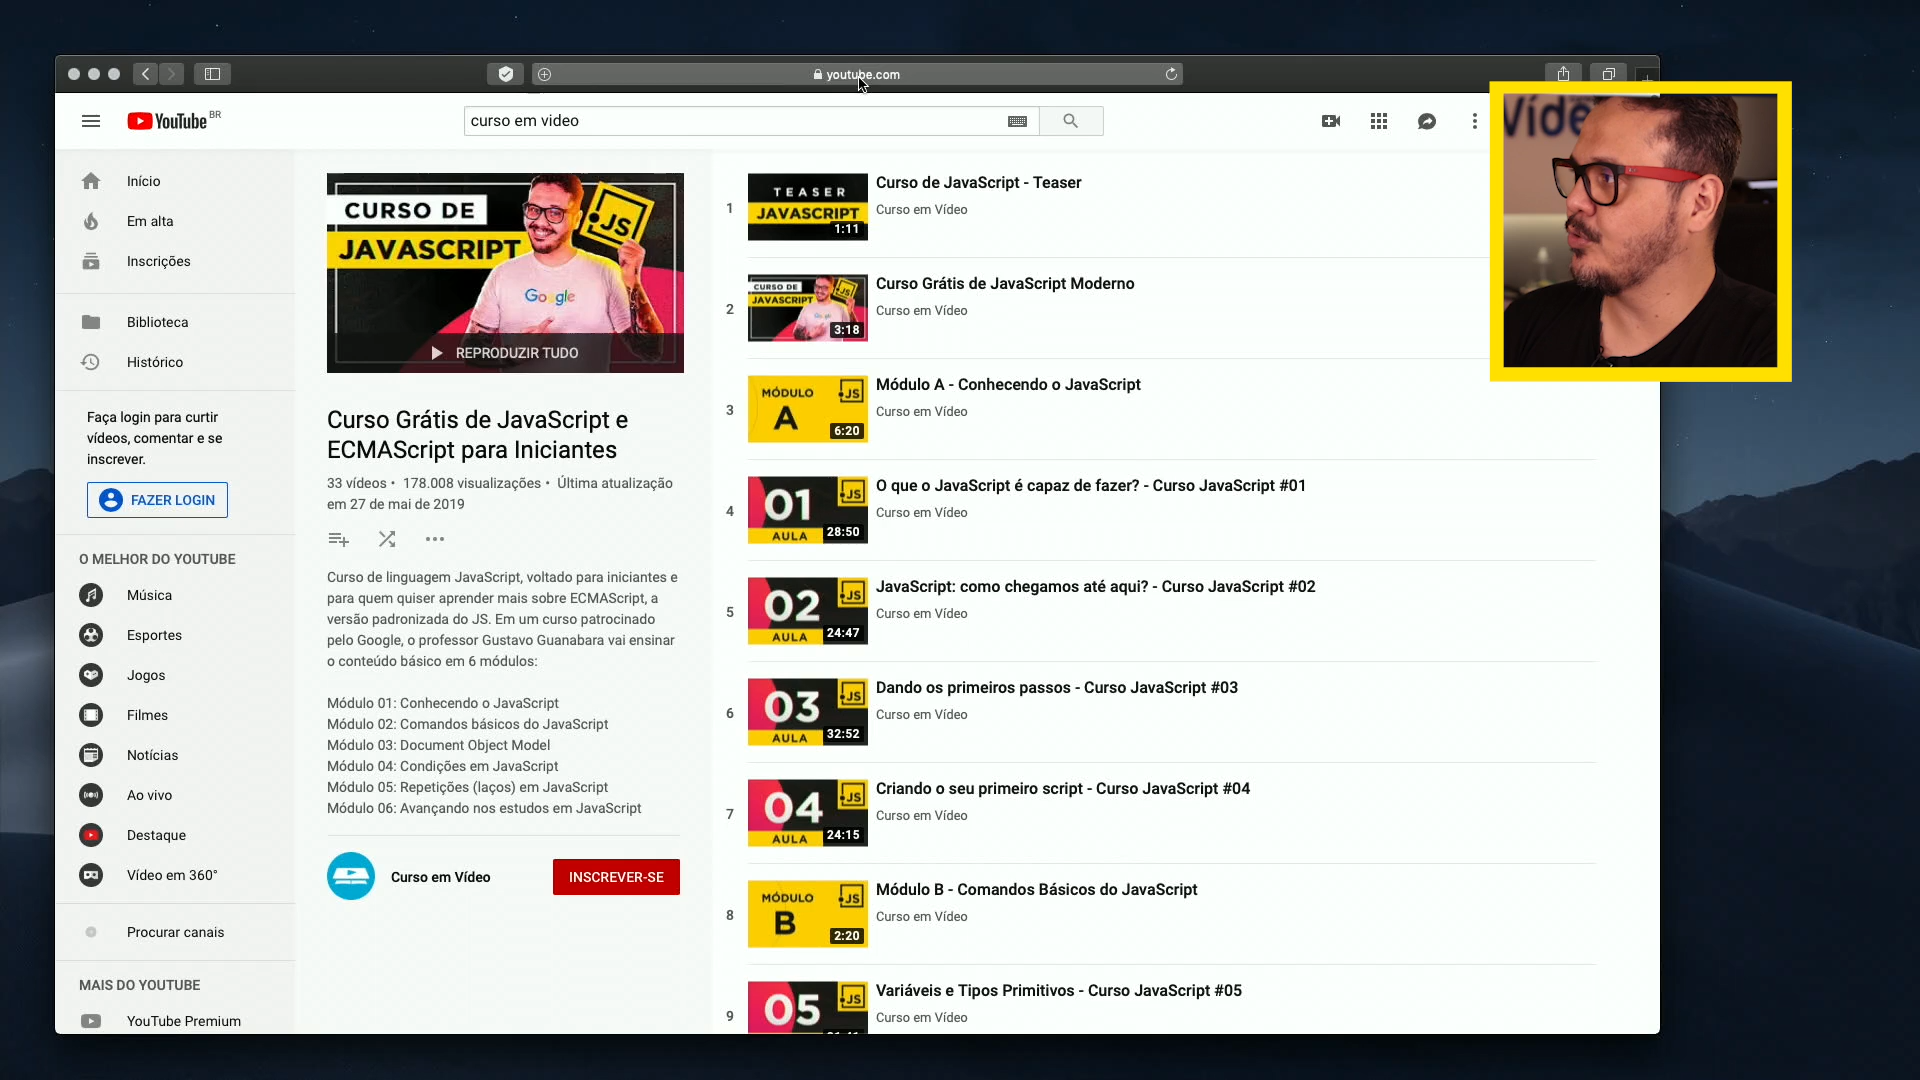 youtube.com
YouTube BR
curso em video
Início
Em alta
Inscrições
Biblioteca
Histórico
Faça login para curtir
vídeos, comentar e se
inscrever.
FAZER LOGIN
O MELHOR DO YOUTUBE
Música
Esportes
Jogos
Filmes
Notícias
Ao vivo
Destaque
Vídeo em 360°
Procurar canais
MAIS DO YOUTUBE
YouTube Premium
CURSO DE
JAVASCRIPT
JS
Google
REPRODUZIR TUDO
Curso Grátis de JavaScript e
ECMAScript para Iniciantes
33 vídeos • 178.008 visualizações • Última atualização
em 27 de mai de 2019
Curso de linguagem JavaScript, voltado para iniciantes e
para quem quiser aprender mais sobre ECMAScript, a
versão padronizada do JS. Em um curso patrocinado
pelo Google, o professor Gustavo Guanabara vai ensinar
o conteúdo básico em 6 módulos:
Módulo 01: Conhecendo o JavaScript
Módulo 02: Comandos básicos do JavaScript
Módulo 03: Document Object Model
Módulo 04: Condições em JavaScript
Módulo 05: Repetições (laços) em JavaScript
Módulo 06: Avançando nos estudos em JavaScript
Curso em Vídeo
INSCREVER-SE
1
TEASER
JAVASCRIPT
1:11
Curso de JavaScript - Teaser
Curso em Vídeo
2
CURSO DE
JAVASCRIPT
JS
Google
3:18
Curso Grátis de JavaScript Moderno
Curso em Vídeo
3
MÓDULO
A
JS
6:20
Módulo A - Conhecendo o JavaScript
Curso em Vídeo
4
01
AULA
JS
28:50
O que o JavaScript é capaz de fazer? - Curso JavaScript #01
Curso em Vídeo
5
02
AULA
JS
24:47
JavaScript: como chegamos até aqui? - Curso JavaScript #02
Curso em Vídeo
6
03
AULA
JS
32:52
Dando os primeiros passos - Curso JavaScript #03
Curso em Vídeo
7
04
AULA
JS
24:15
Criando o seu primeiro script - Curso JavaScript #04
Curso em Vídeo
8
MÓDULO
B
JS
2:20
Módulo B - Comandos Básicos do JavaScript
Curso em Vídeo
9
05
JS
Variáveis e Tipos Primitivos - Curso JavaScript #05
Curso em Vídeo